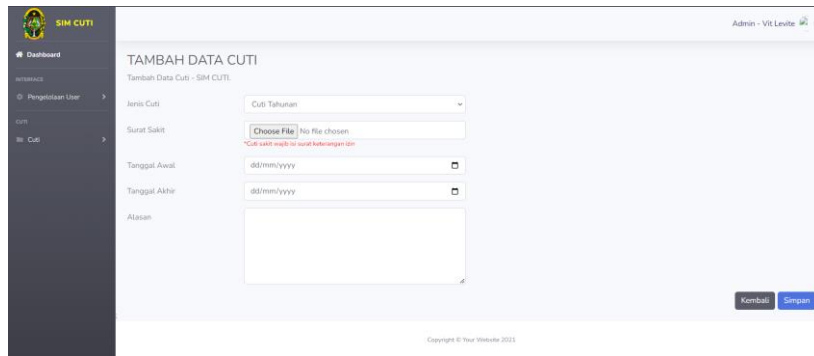 SIM CUTI
Admin - Vit Levite
Dashboard
INTERFACE
Pengelolaan User
CUTI
Cuti
TAMBAH DATA CUTI
Tambah Data Cuti - SIM CUTI.
Jenis Cuti
Cuti Tahunan
Surat Sakit
Choose File No file chosen
*Cuti sakit wajib isi surat keterangan izin
Tanggal Awal
dd/mm/yyyy
Tanggal Akhir
dd/mm/yyyy
Alasan
Kembali
Simpan
Copyright © Your Website 2021